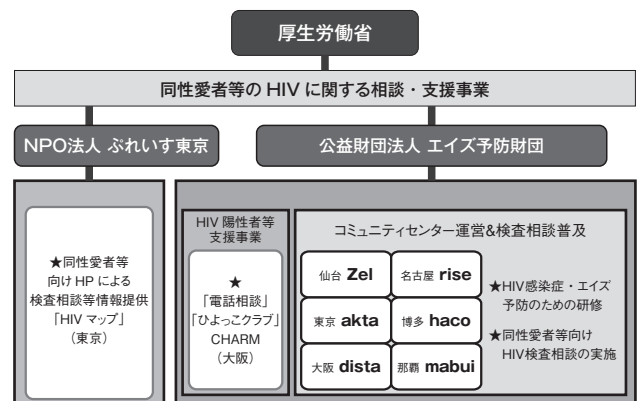 厚生労働省
同性愛者等の HIV に関する相談・支援事業
NPO法人 ぷれいす東京
公益財団法人 エイズ予防財団
★同性愛者等
向け HP による
検査相談等情報提供
「HIV マップ」
（東京）
HIV 陽性者等
支援事業
★
「電話相談」
「ひよっこクラブ」
CHARM
（大阪）
コミュニティセンター運営&検査相談普及
仙台 Zel
名古屋 rise
東京 akta
博多 haco
大阪 dista
那覇 mabui
★HIV感染症・エイズ
予防のための研修
★同性愛者等向け
HIV検査相談の実施